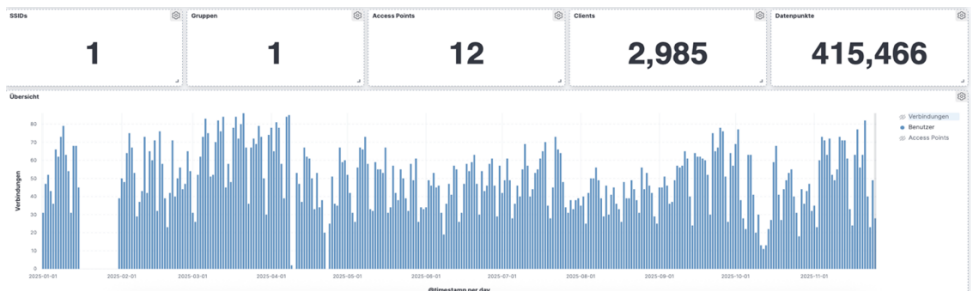 SSIDs
Gruppen
Access Points
Clients
Datenpunkte
1
1
12
2,985
415,466
Übersicht
Verbindungen
Benutzer
Access Points
Verbindungen
80
70
60
50
40
30
20
10
0
2025-01-01
2025-02-01
2025-03-01
2025-04-01
2025-05-01
2025-06-01
2025-07-01
2025-08-01
2025-09-01
2025-10-01
2025-11-01
@timestamp per day